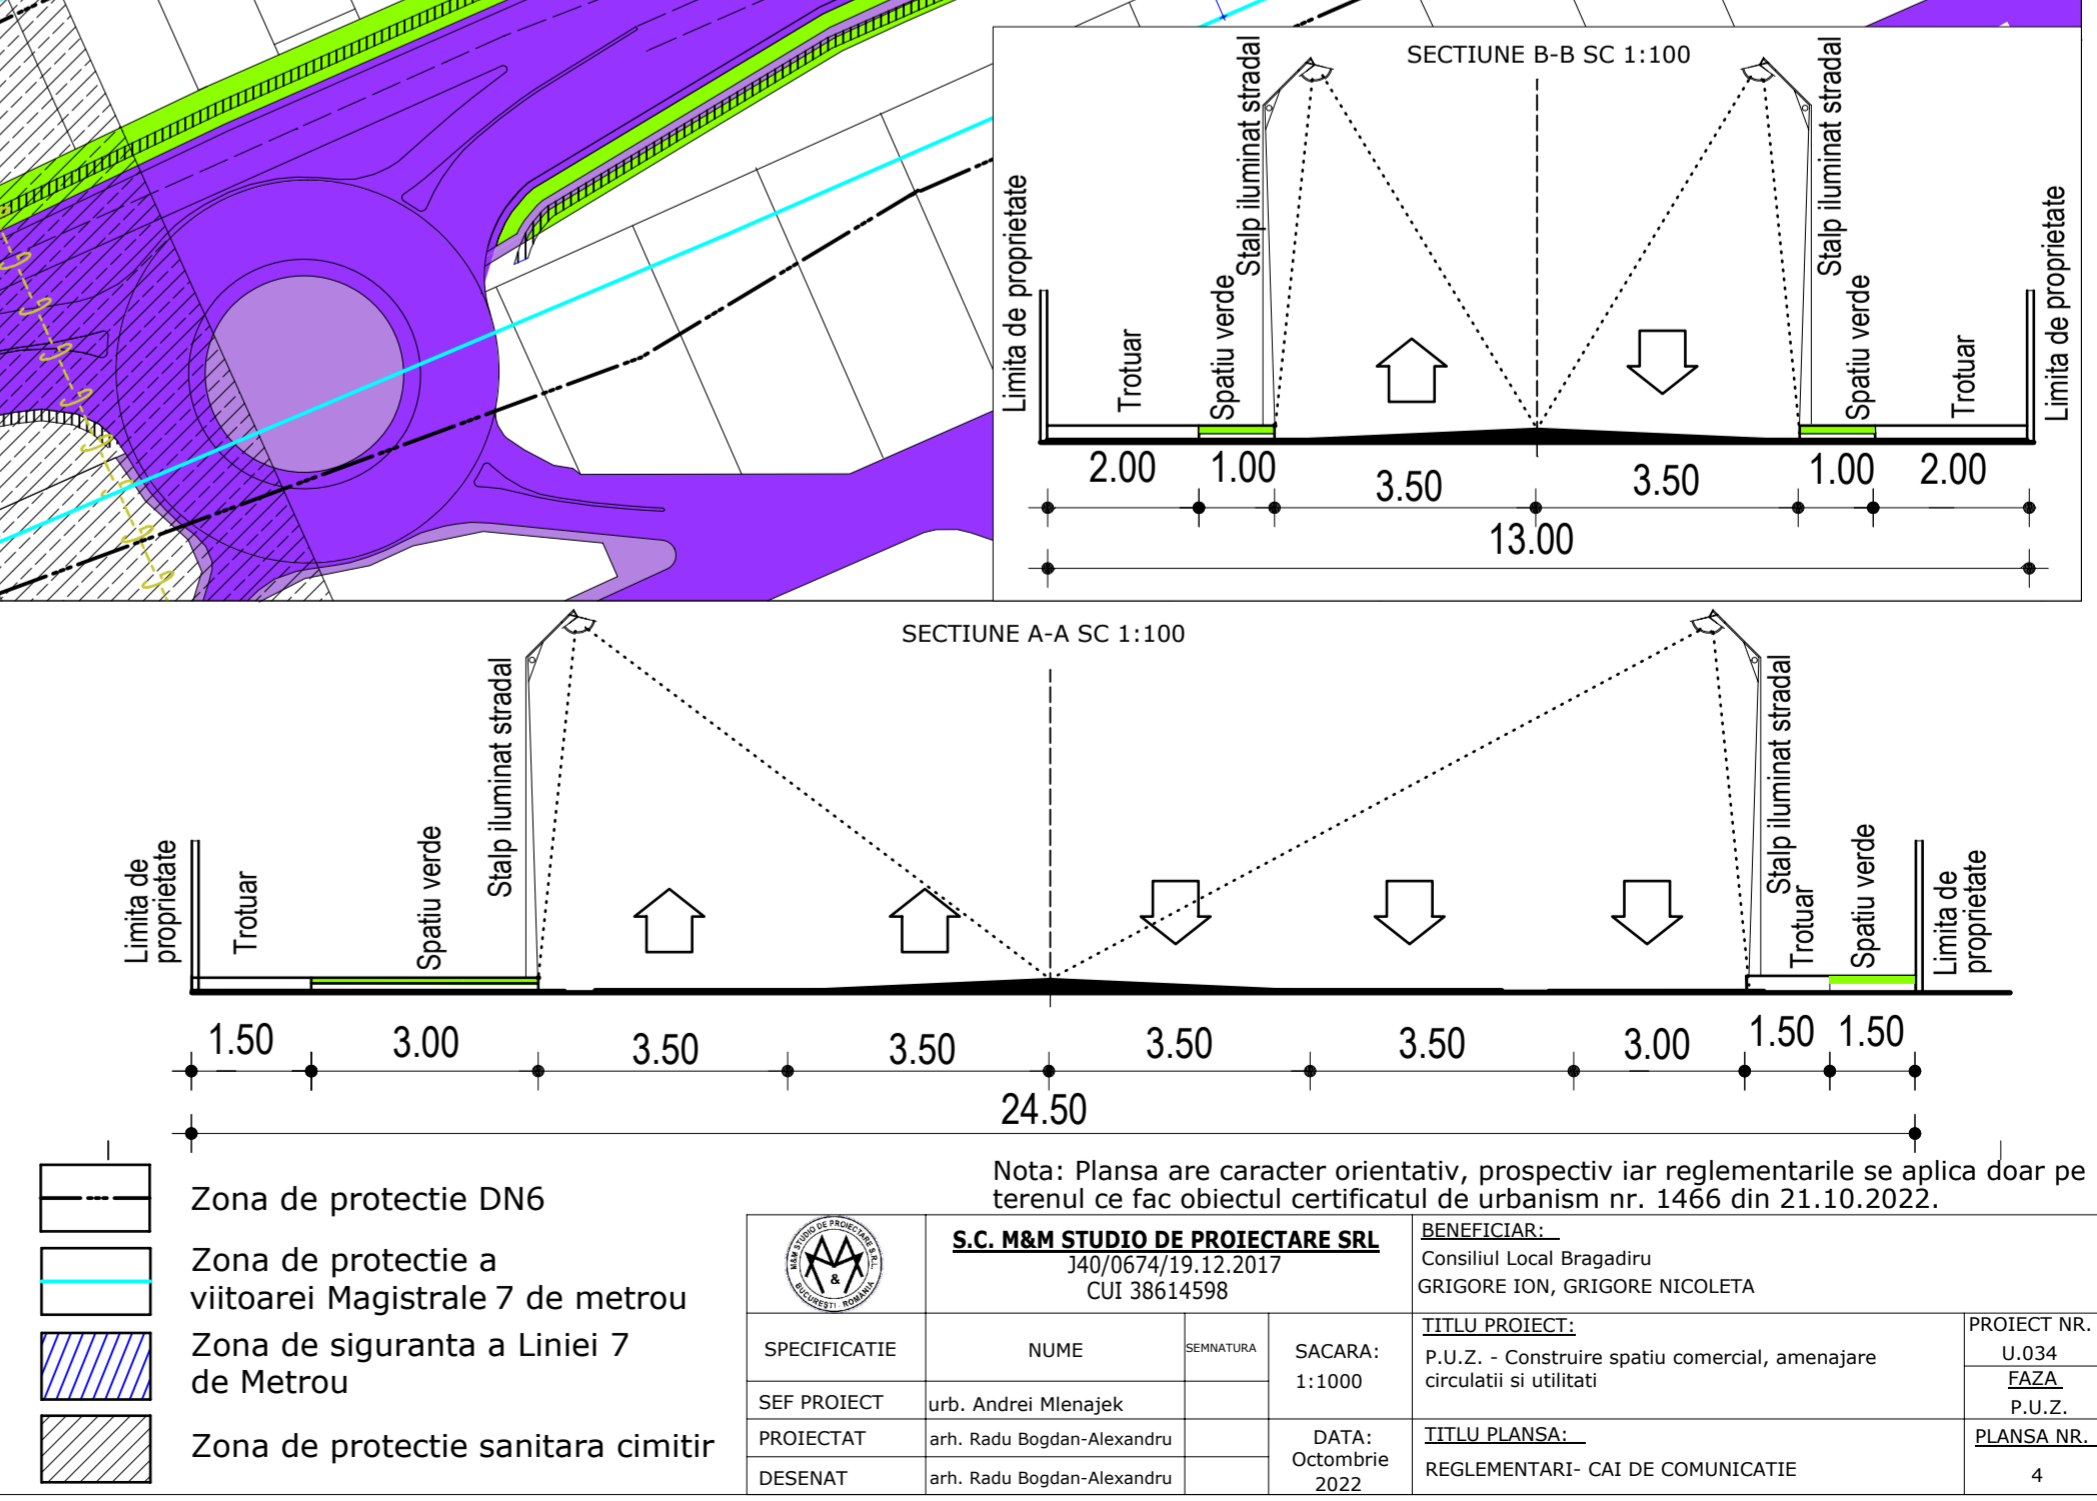 SECTIUNE B-B SC 1:100
Limita de proprietate
Trotuar
Spatiu verde
Stalp iluminat stradal
Stalp iluminat stradal
Spatiu verde
Trotuar
Limita de proprietate
2.00 1.00 3.50 3.50 1.00 2.00
13.00
SECTIUNE A-A SC 1:100
Limita de
proprietate
Trotuar
Spatiu verde
Stalp iluminat stradal
Stalp iluminat stradal
Trotuar
Spatiu verde
Limita de
proprietate
1.50 3.00 3.50 3.50 3.50 3.50 3.00 1.50 1.50
24.50
Zona de protectie DN6
Zona de protectie a
viitoarei Magistrale 7 de metrou
Zona de siguranta a Liniei 7
de Metrou
Zona de protectie sanitara cimitir
Nota: Plansa are caracter orientativ, prospectiv iar reglementarile se aplica doar pe
terenul ce fac obiectul certificatul de urbanism nr. 1466 din 21.10.2022.
M&M STUDIO DE PROIECTARE S.R.L.
&
BUCURESTI - ROMANIA
S.C. M&M STUDIO DE PROIECTARE SRL
J40/0674/19.12.2017
CUI 38614598
BENEFICIAR:
Consiliul Local Bragadiru
GRIGORE ION, GRIGORE NICOLETA
SPECIFICATIE NUME SEMNATURA
SACARA:
1:1000
TITLU PROIECT:
P.U.Z. - Construire spatiu comercial, amenajare
circulatii si utilitati
PROIECT NR.
U.034
FAZA
P.U.Z.
SEF PROIECT urb. Andrei Mlenajek
PROIECTAT arh. Radu Bogdan-Alexandru
DESENAT arh. Radu Bogdan-Alexandru
DATA:
Octombrie
2022
TITLU PLANSA:
REGLEMENTARI- CAI DE COMUNICATIE
PLANSA NR.
4